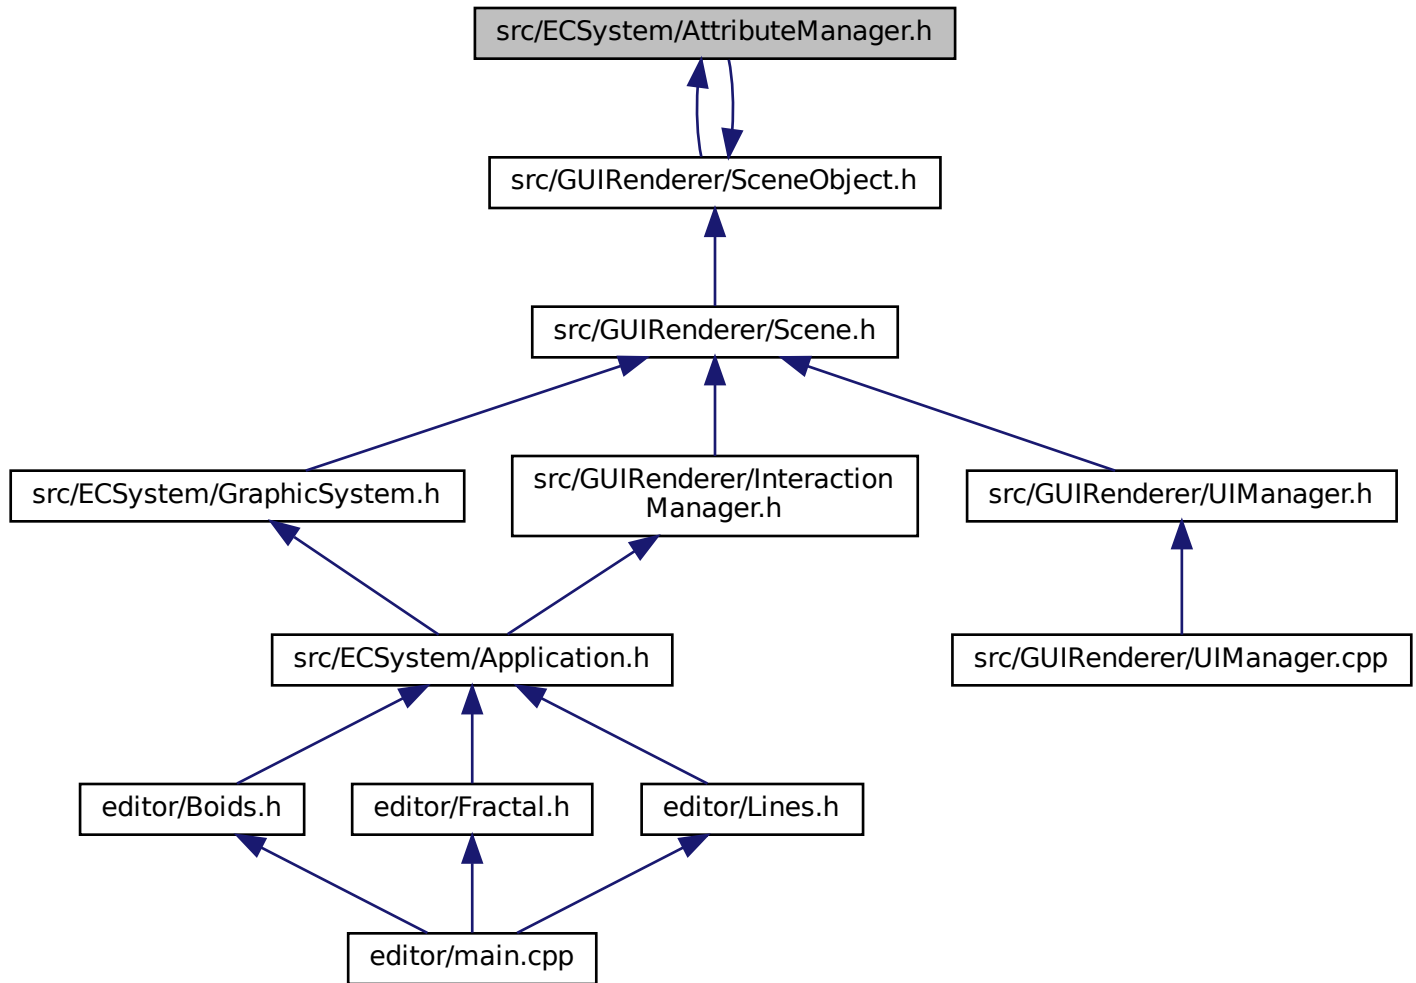 src/ECSystem/AttributeManager.h
src/GUIRenderer/SceneObject.h
src/GUIRenderer/Scene.h
src/ECSystem/GraphicSystem.h
src/GUIRenderer/Interaction
Manager.h
src/GUIRenderer/UIManager.h
src/ECSystem/Application.h
src/GUIRenderer/UIManager.cpp
editor/Boids.h
editor/Fractal.h
editor/Lines.h
editor/main.cpp